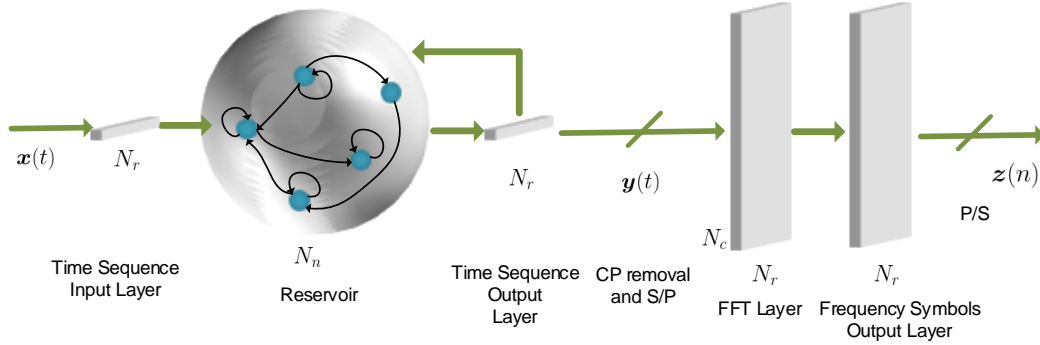 x(t)
N_r
Time Sequence
Input Layer
N_n
Reservoir
N_r
Time Sequence
Output
Layer
y(t)
CP removal
and S/P
N_c
N_r
FFT Layer
N_r
Frequency Symbols
Output Layer
z(n)
P/S